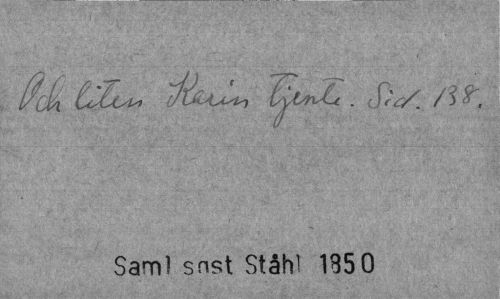 Och liten Karin tjente. Sid. 138.
Saml sgst Ståhl 1850